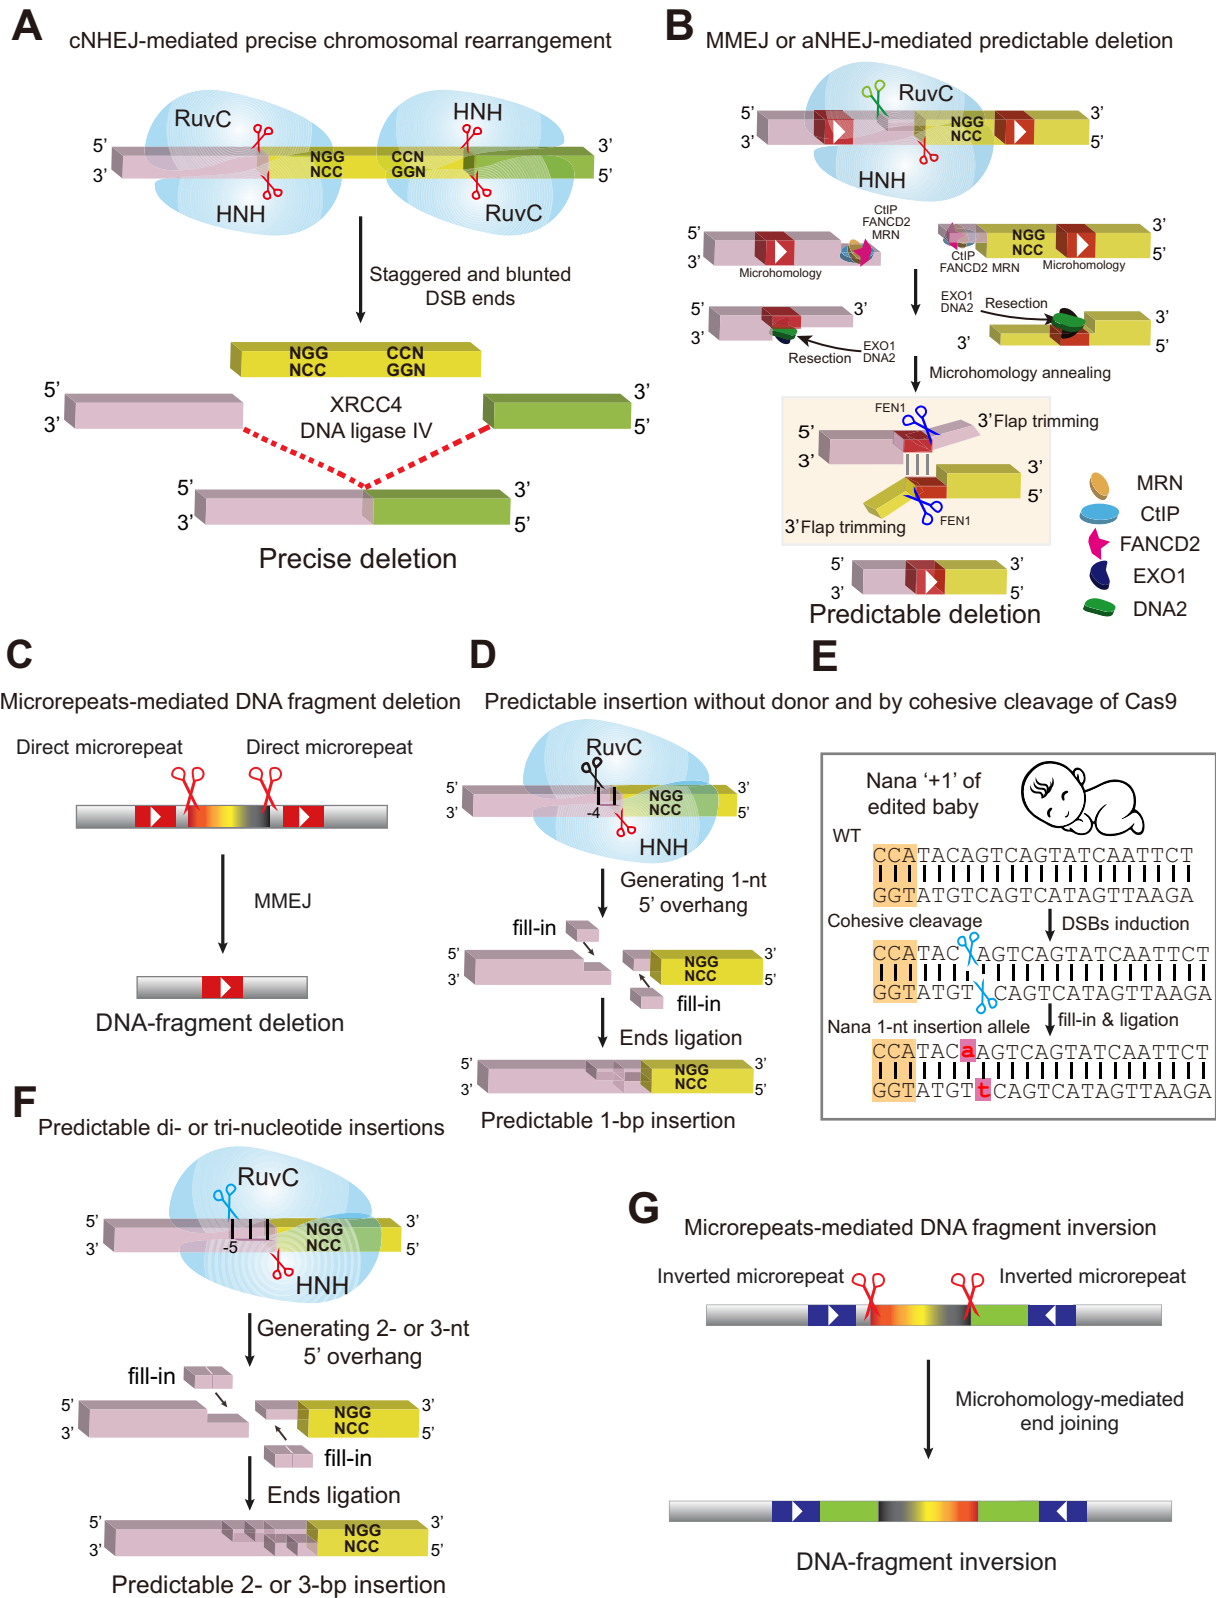 A
cNHEJ-mediated precise chromosomal rearrangement
RuvC
HNH
5’
3’
NGG
NCC
CCN
GGN
3’
5’
HNH
RuvC
Staggered and blunted
DSB ends
NGG
NCC
CCN
GGN
5’
3’
XRCC4
DNA ligase IV
3’
5’
5’
3’
3’
5’
Precise deletion
B
MMEJ or aNHEJ-mediated predictable deletion
RuvC
5’
3’
NGG
NCC
3’
5’
HNH
CtIP
FANCD2
MRN
5’
3’
Microhomology
NGG
NCC
3’
5’
CtIP
FANCD2 MRN
Microhomology
5’
3’
3’
EXO1
DNA2
Resection
EXO1
DNA2
Resection
3’
3’
5’
Microhomology annealing
FEN1
3’Flap trimming
5’
3’
3’
5’
FEN1
3’Flap trimming
5’
3’
3’
5’
Predictable deletion
MRN
CtIP
FANCD2
EXO1
DNA2
C
Microrepeats-mediated DNA fragment deletion
Direct microrepeat
Direct microrepeat
MMEJ
DNA-fragment deletion
D
Predictable insertion without donor and by cohesive cleavage of Cas9
RuvC
5’
3’
-4
NGG
NCC
3’
5’
HNH
Generating 1-nt
5’ overhang
fill-in
5’
3’
NGG
NCC
3’
5’
fill-in
Ends ligation
5’
3’
NGG
NCC
3’
5’
Predictable 1-bp insertion
E
Nana ‘+1’ of
edited baby
WT
CCATACAGTCAGTATCAATTCT
GGTATGTCAGTCATAGTTAAGA
DSBs induction
Cohesive cleavage
CCATAC AGTCAGTATCAATTCT
GGTATGT CAGTCATAGTTAAGA
fill-in & ligation
Nana 1-nt insertion allele
CCATACaAGTCAGTATCAATTCT
GGTATGTtCAGTCATAGTTAAGA
F
Predictable di- or tri-nucleotide insertions
RuvC
5’
3’
-5
NGG
NCC
3’
5’
HNH
Generating 2- or 3-nt
5’ overhang
fill-in
5’
3’
NGG
NCC
3’
5’
fill-in
Ends ligation
5’
3’
NGG
NCC
3’
5’
Predictable 2- or 3-bp insertion
G
Microrepeats-mediated DNA fragment inversion
Inverted microrepeat
Inverted microrepeat
Microhomology-mediated
end joining
DNA-fragment inversion